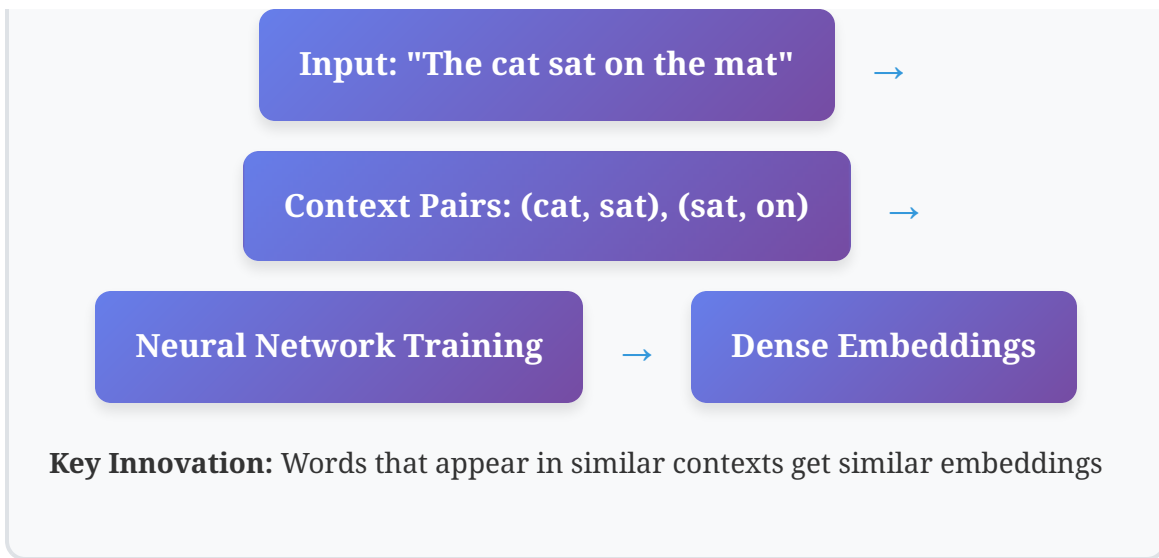 Input: "The cat sat on the mat" →
Context Pairs: (cat, sat), (sat, on) →
Neural Network Training → Dense Embeddings
Key Innovation: Words that appear in similar contexts get similar embeddings